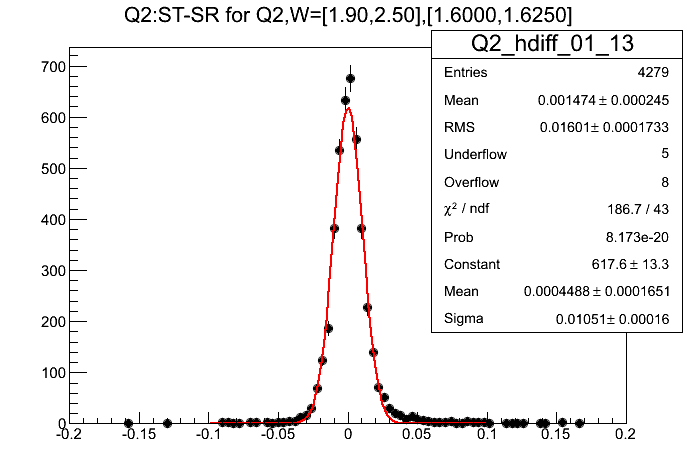 Q2:ST-SR for Q2,W=[1.90,2.50],[1.6000,1.6250]
Q2_hdiff_01_13
Entries 4279
Mean 0.001474 ± 0.000245
RMS 0.01601 ± 0.0001733
Underflow 5
Overflow 8
χ² / ndf 186.7 / 43
Prob 8.173e-20
Constant 617.6 ± 13.3
Mean 0.0004488 ± 0.0001651
Sigma 0.01051 ± 0.00016
700
600
500
400
300
200
100
0
-0.2 -0.15 -0.1 -0.05 0 0.05 0.1 0.15 0.2